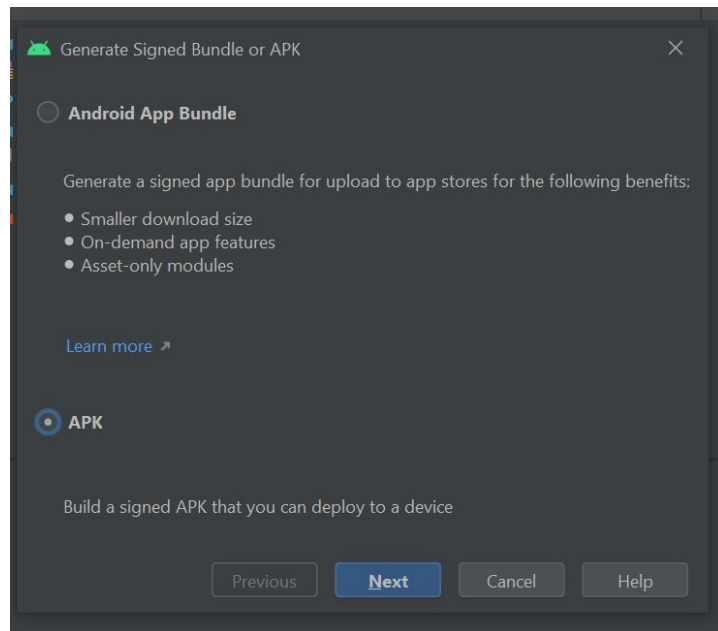 Generate Signed Bundle or APK
Android App Bundle
Generate a signed app bundle for upload to app stores for the following benefits:
Smaller download size
On-demand app features
Asset-only modules
Learn more
APK
Build a signed APK that you can deploy to a device
Previous Next Cancel Help